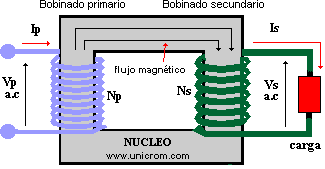 Bobinado primario Bobinado secundario
Ip Is
flujo magnético
Vp
a.c
Np Ns
Vs
a.c
NUCLEO
www.unicrom.com
carga